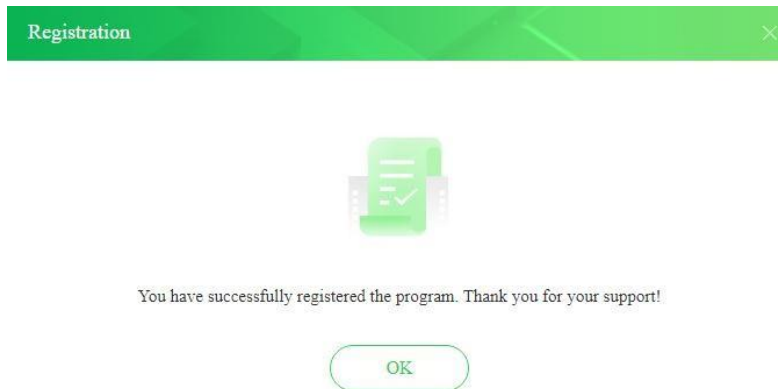 Registration
You have successfully registered the program. Thank you for your support!
OK